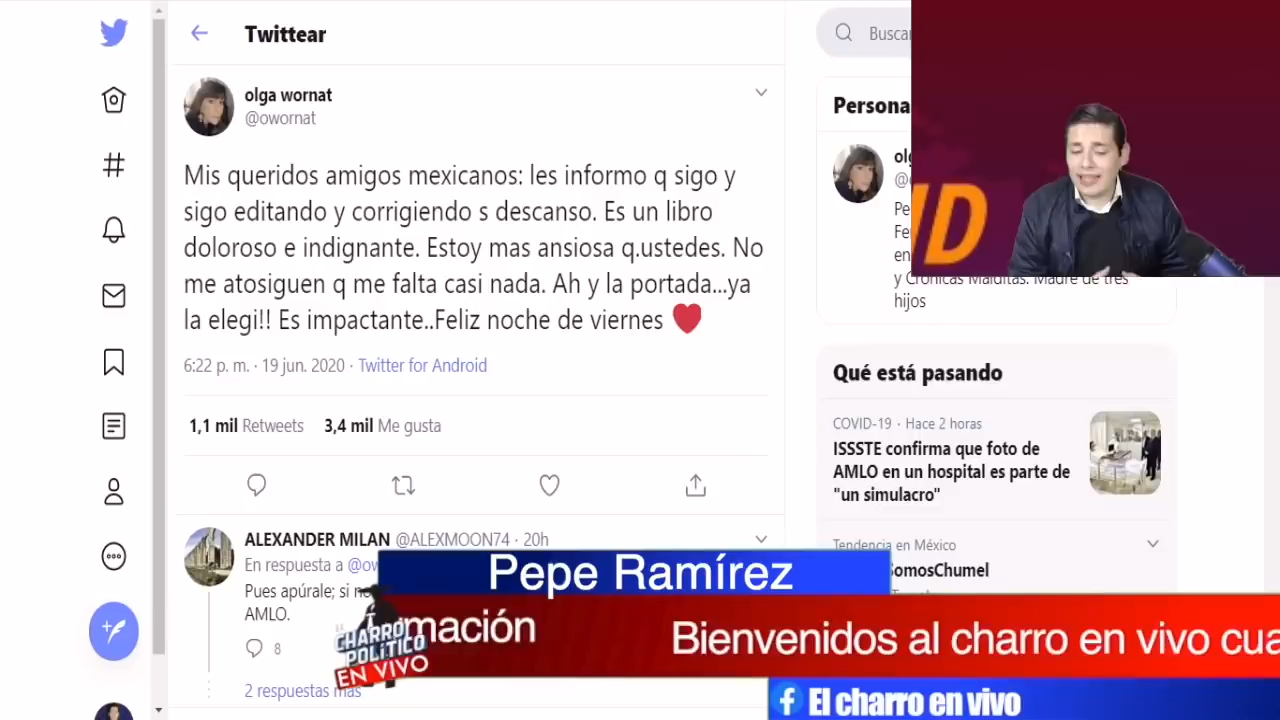 Twittear
olga wornat
@owornat
Mis queridos amigos mexicanos: les informo q sigo y
sigo editando y corrigiendo s descanso. Es un libro
doloroso e indignante. Estoy mas ansiosa q.ustedes. No
me atosiguen q me falta casi nada. Ah y la portada...ya
la elegi!! Es impactante..Feliz noche de viernes ❤
6:22 p. m. · 19 jun. 2020 · Twitter for Android
1,1 mil Retweets 3,4 mil Me gusta
ALEXANDER MILAN @ALEXMOON74 · 20h
En respuesta a
Pues apúrale; si
AMLO.
8
2 respuestas más
Buscar
Persona
y Crónicas Malditas. Madre de tres
hijos
Qué está pasando
COVID-19 · Hace 2 horas
ISSSTE confirma que foto de
AMLO en un hospital es parte de
"un simulacro"
Tendencia en México
SomosChumel
Pepe Ramírez
mación
Bienvenidos al charro en vivo cua
EL
CHARRO
POLÍTICO
EN VIVO
El charro en vivo